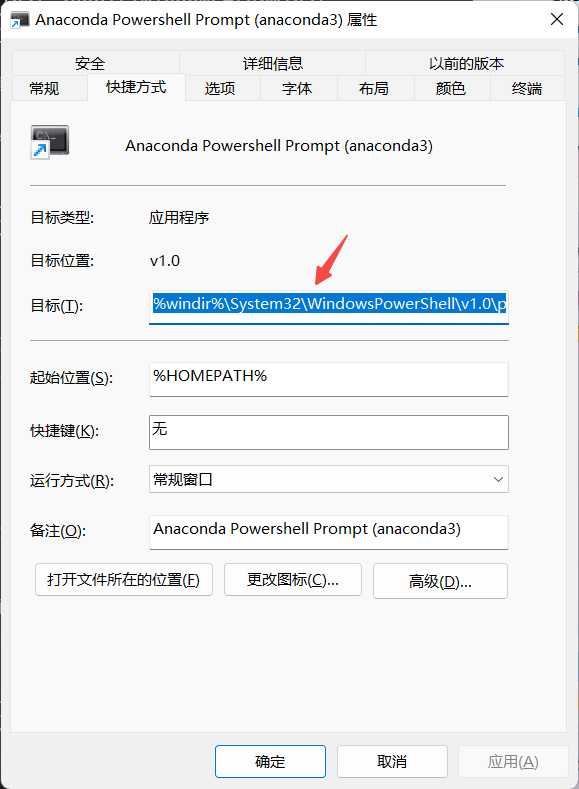 Anaconda Powershell Prompt (anaconda3) 属性
安全 详细信息 以前的版本
常规 快捷方式 选项 字体 布局 颜色 终端
Anaconda Powershell Prompt (anaconda3)
目标类型: 应用程序
目标位置: v1.0
目标(T): %windir%\System32\WindowsPowerShell\v1.0\p
起始位置(S): %HOMEPATH%
快捷键(K): 无
运行方式(R): 常规窗口
备注(O): Anaconda Powershell Prompt (anaconda3)
打开文件所在的位置(F) 更改图标(C)... 高级(D)...
确定 取消 应用(A)